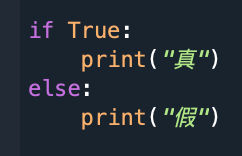 if True:
    print("真")
else:
    print("假")